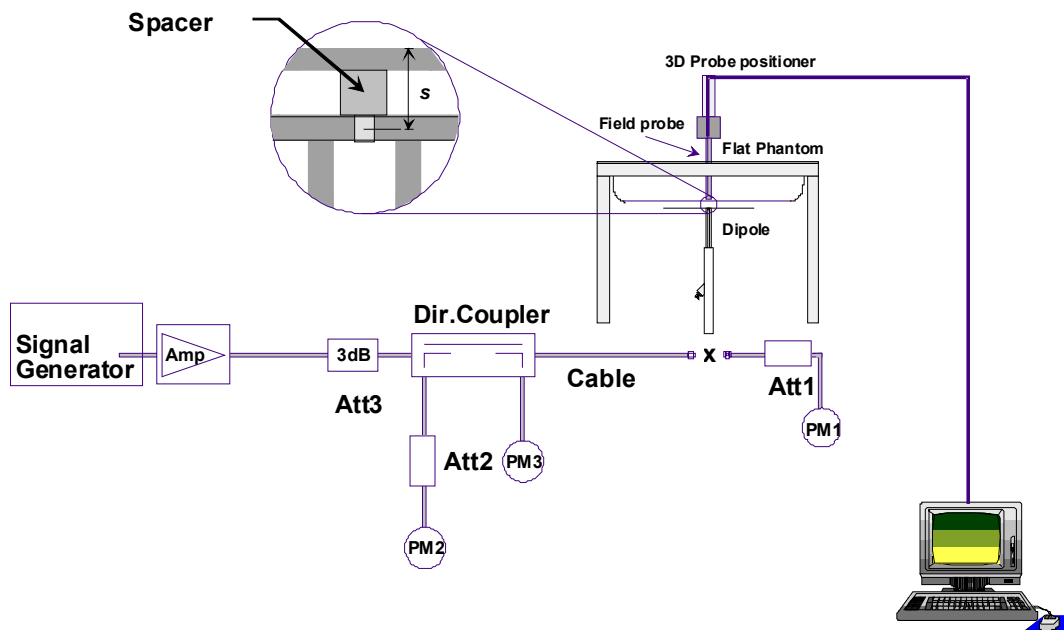 Spacer
s
3D Probe positioner
Field probe
Flat Phantom
Dipole
Signal
Generator
Amp
3dB
Att3
Dir.Coupler
Cable
x
Att1
PM1
Att2
PM3
PM2